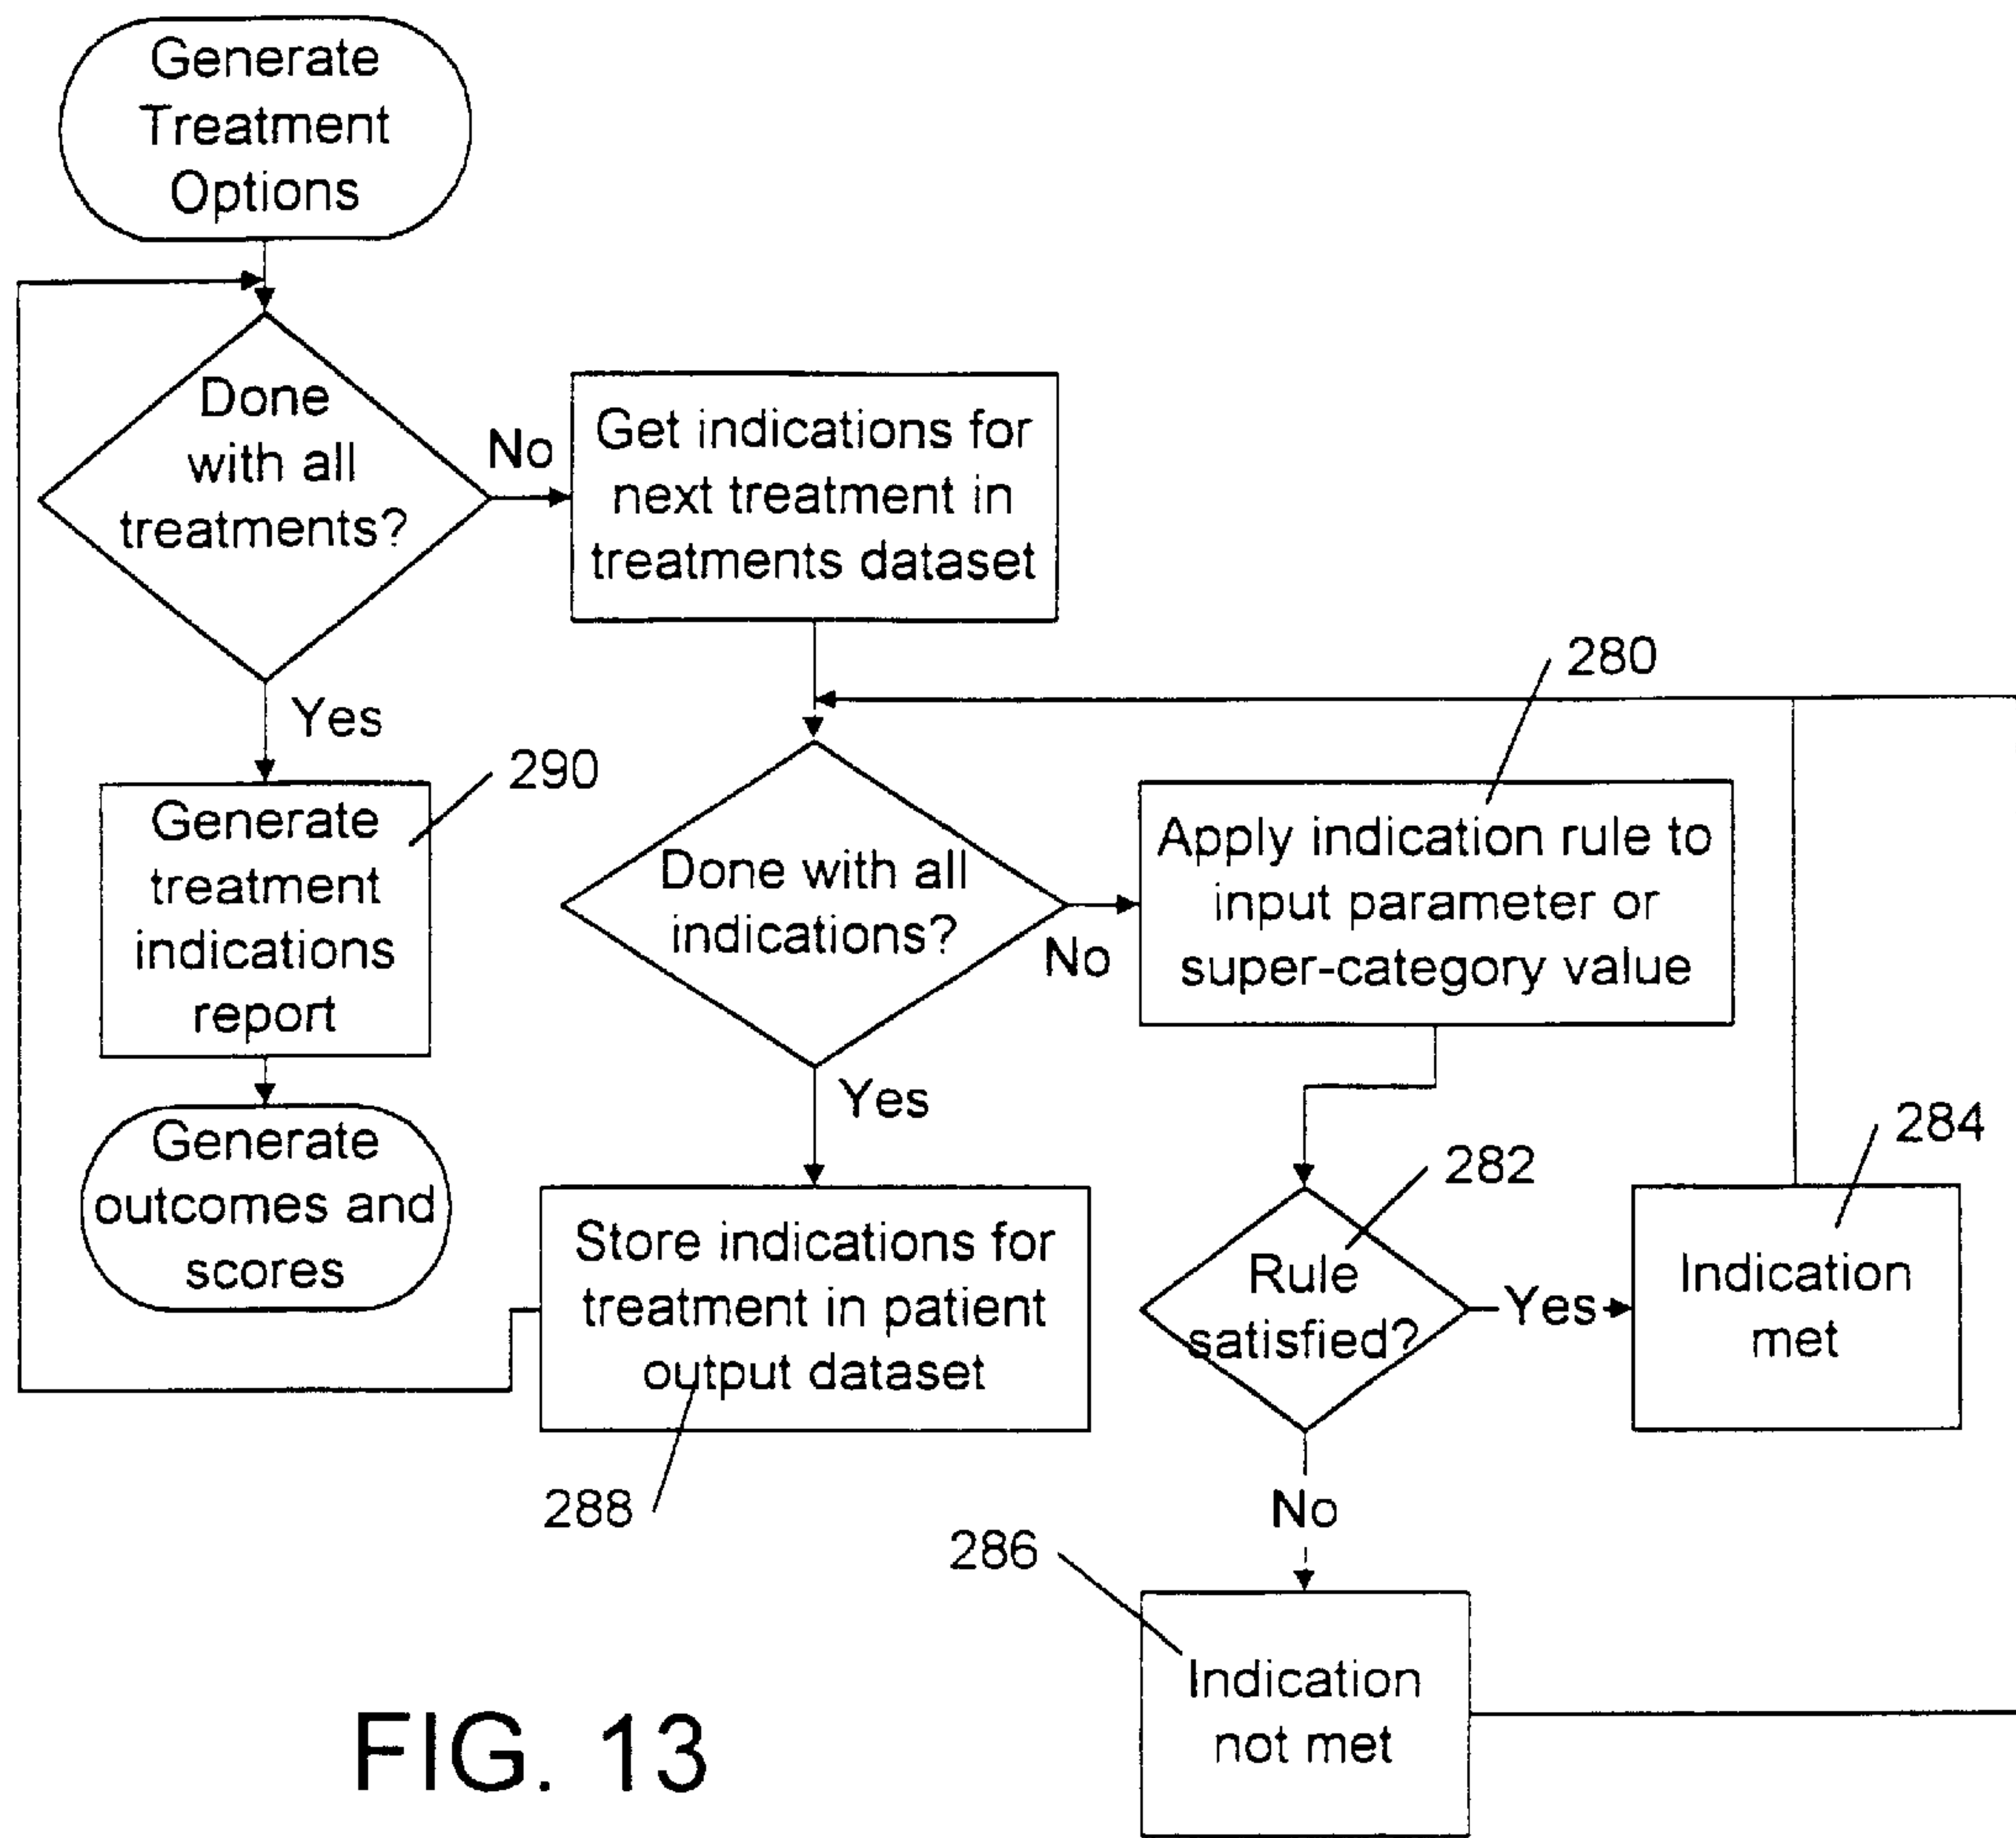 Generate
Treatment
Options
Done
with all
treatments?
No
Get indications for
next treatment in
treatments dataset
Yes
290
Generate
treatment
indications
report
Generate
outcomes and
scores
Done with all
indications?
No
280
Apply indication rule to
input parameter or
super-category value
Yes
Store indications for
treatment in patient
output dataset
288
282
Rule
satisfied?
Yes
284
Indication
met
No
286
Indication
not met
FIG. 13